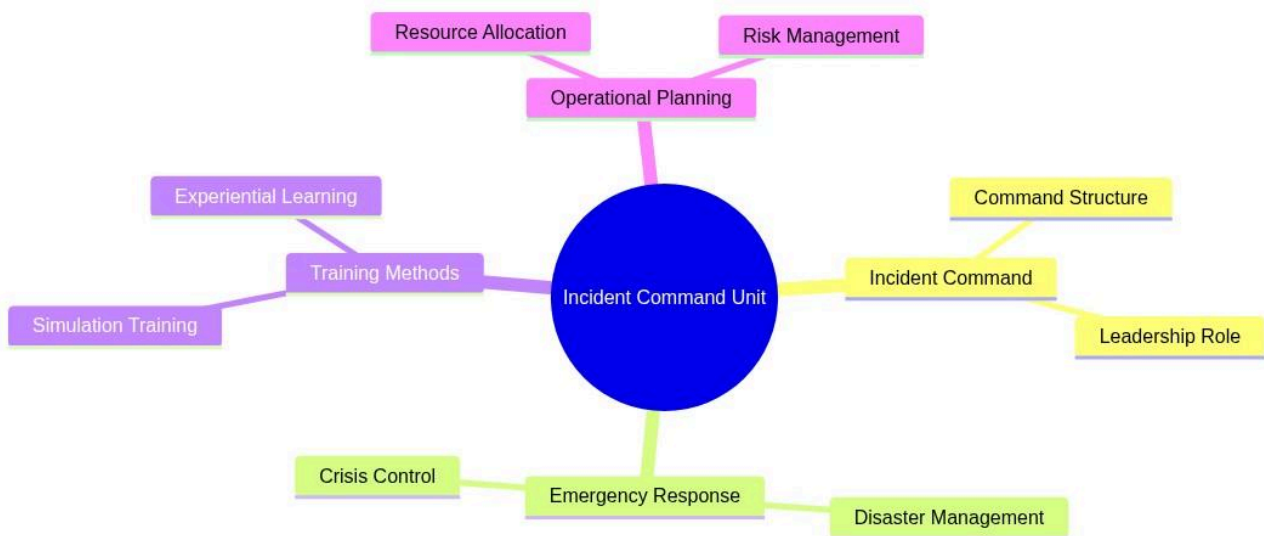 Resource Allocation
Risk Management
Operational Planning
Experiential Learning
Command Structure
Training Methods
Incident Command
Incident Command Unit
Simulation Training
Leadership Role
Crisis Control
Emergency Response
Disaster Management